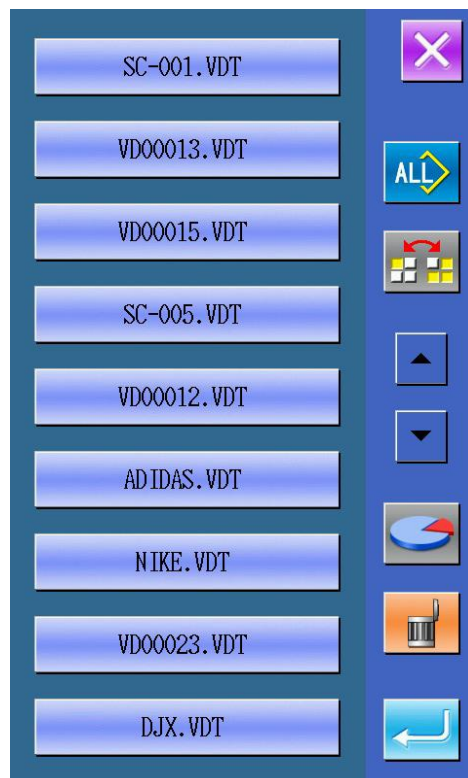 SC-001.VDT
VD00013.VDT
ALL
VD00015.VDT
SC-005.VDT
VD00012.VDT
ADIDAS.VDT
NIKE.VDT
VD00023.VDT
DJX.VDT